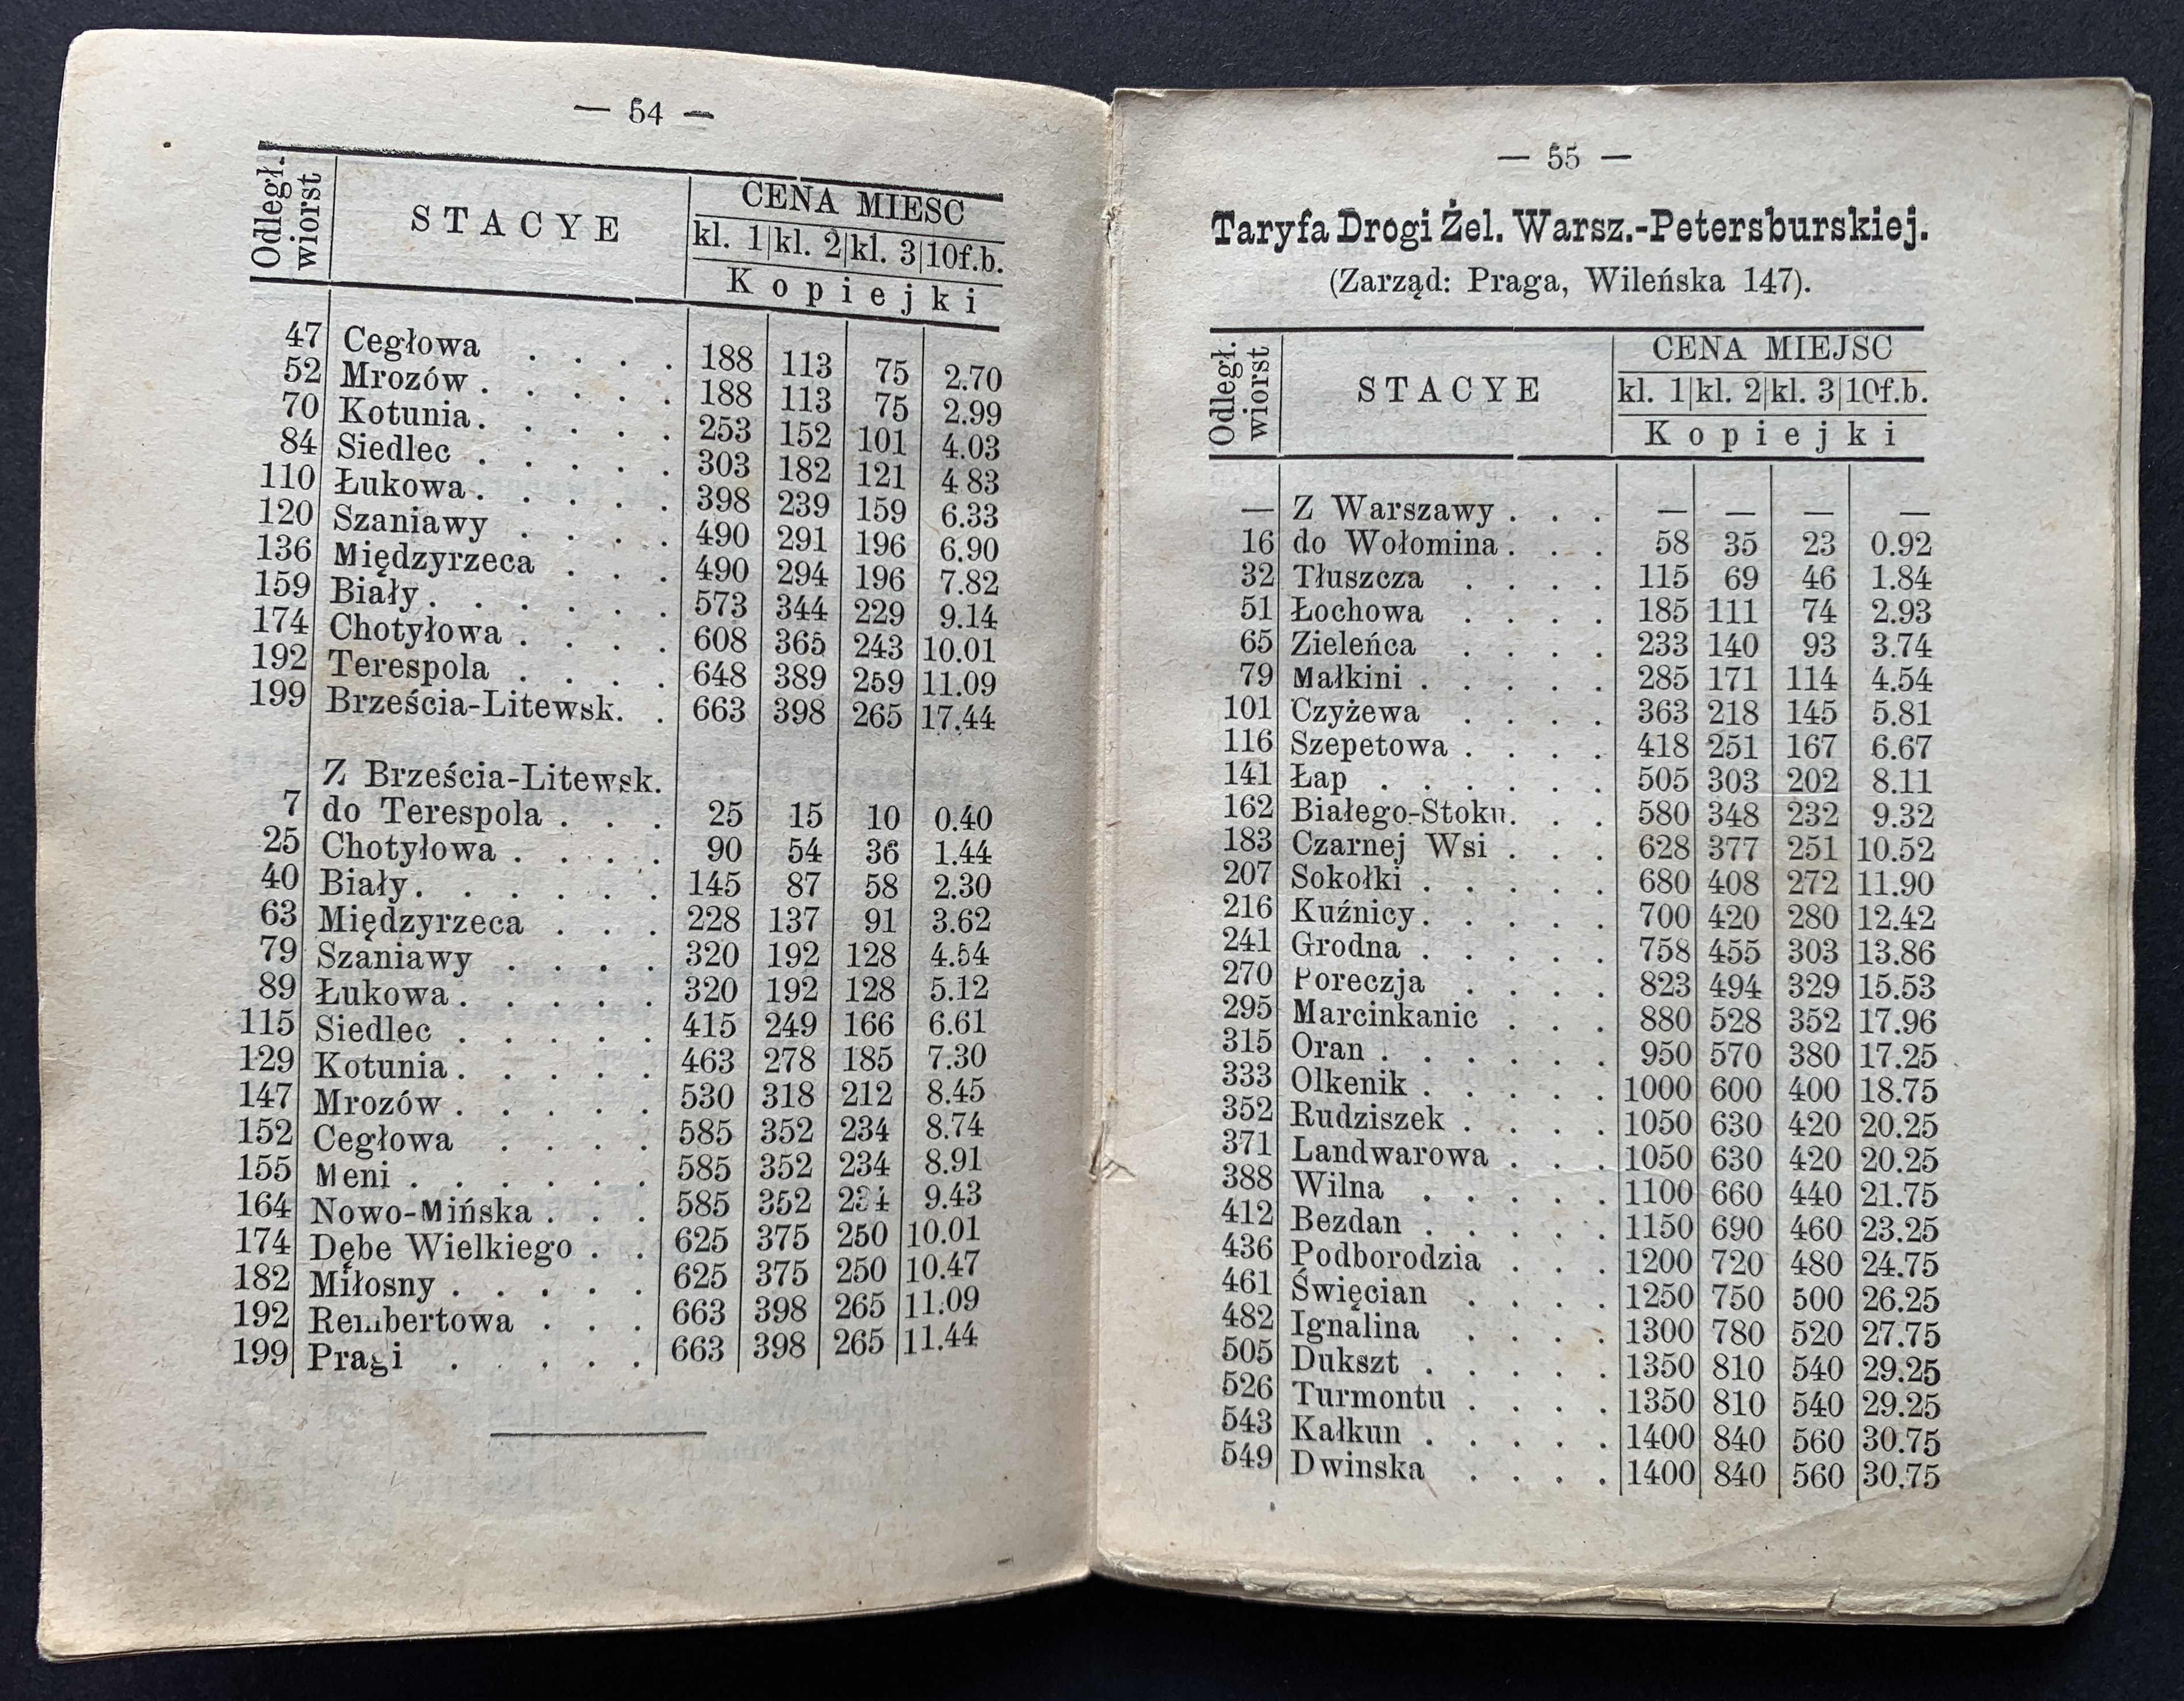 — 54 —
Odległ. wiorst
STACYE
CENA MIESC
kl. 1|kl. 2|kl. 3|10f.b.
Kopiejki
47 Cegłowa . . . . 188 113 75 2.70
52 Mrozów . . . . . 188 113 75 2.99
70 Kotunia . . . . . 253 152 101 4.03
84 Siedlec . . . . . 303 182 121 4 83
110 Łukowa . . . . . 398 239 159 6.33
120 Szaniawy . . . . 490 291 196 6.90
136 Międzyrzeca . . . 490 294 196 7.82
159 Biały . . . . . . 573 344 229 9.14
174 Chotyłowa . . . . 608 365 243 10.01
192 Terespola . . . . 648 389 259 11.09
199 Brześcia-Litewsk. . 663 398 265 17.44
Z Brześcia-Litewsk.
7 do Terespola . . . 25 15 10 0.40
25 Chotyłowa . . . . 90 54 36 1.44
40 Biały . . . . . . 145 87 58 2.30
63 Międzyrzeca . . . 228 137 91 3.62
79 Szaniawy . . . . 320 192 128 4.54
89 Łukowa . . . . . 320 192 128 5.12
115 Siedlec . . . . . 415 249 166 6.61
129 Kotunia . . . . . 463 278 185 7.30
147 Mrozów . . . . . 530 318 212 8.45
152 Cegłowa . . . . 585 352 234 8.74
155 Meni . . . . . . 585 352 234 8.91
164 Nowo-Mińska . . . 585 352 234 9.43
174 Dębe Wielkiego . . 625 375 250 10.01
182 Miłosny . . . . . 625 375 250 10.47
192 Rembertowa . . . 663 398 265 11.09
199 Pragi . . . . . 663 398 265 11.44
— 55 —
Taryfa Drogi Żel. Warsz.-Petersburskiej.
(Zarząd: Praga, Wileńska 147).
Odległ. wiorst
STACYE
CENA MIEJSC
kl. 1|kl. 2|kl. 3|10f.b.
Kopiejki
— Z Warszawy . . . — — — —
16 do Wołomina . . . 58 35 23 0.92
32 Tłuszcza . . . . 115 69 46 1.84
51 Łochowa . . . . 185 111 74 2.93
65 Zieleńca . . . . 233 140 93 3.74
79 Małkini . . . . . 285 171 114 4.54
101 Czyżewa . . . . 363 218 145 5.81
116 Szepetowa . . . . 418 251 167 6.67
141 Łap . . . . . . 505 303 202 8.11
162 Białego-Stoku . . . 580 348 232 9.32
183 Czarnej Wsi . . . 628 377 251 10.52
207 Sokołki . . . . . 680 408 272 11.90
216 Kuźnicy . . . . . 700 420 280 12.42
241 Grodna . . . . . 758 455 303 13.86
270 Poreczja . . . . 823 494 329 15.53
295 Marcinkanic . . . 880 528 352 17.96
315 Oran . . . . . . 950 570 380 17.25
333 Olkenik . . . . . 1000 600 400 18.75
352 Rudziszek . . . . 1050 630 420 20.25
371 Landwarowa . . . 1050 630 420 20.25
388 Wilna . . . . . 1100 660 440 21.75
412 Bezdan . . . . . 1150 690 460 23.25
436 Podborodzia . . . 1200 720 480 24.75
461 Święcian . . . . 1250 750 500 26.25
482 Ignalina . . . . 1300 780 520 27.75
505 Dukszt . . . . . 1350 810 540 29.25
526 Turmontu . . . . 1350 810 540 29.25
543 Kałkun . . . . . 1400 840 560 30.75
549 Dwinska . . . . 1400 840 560 30.75